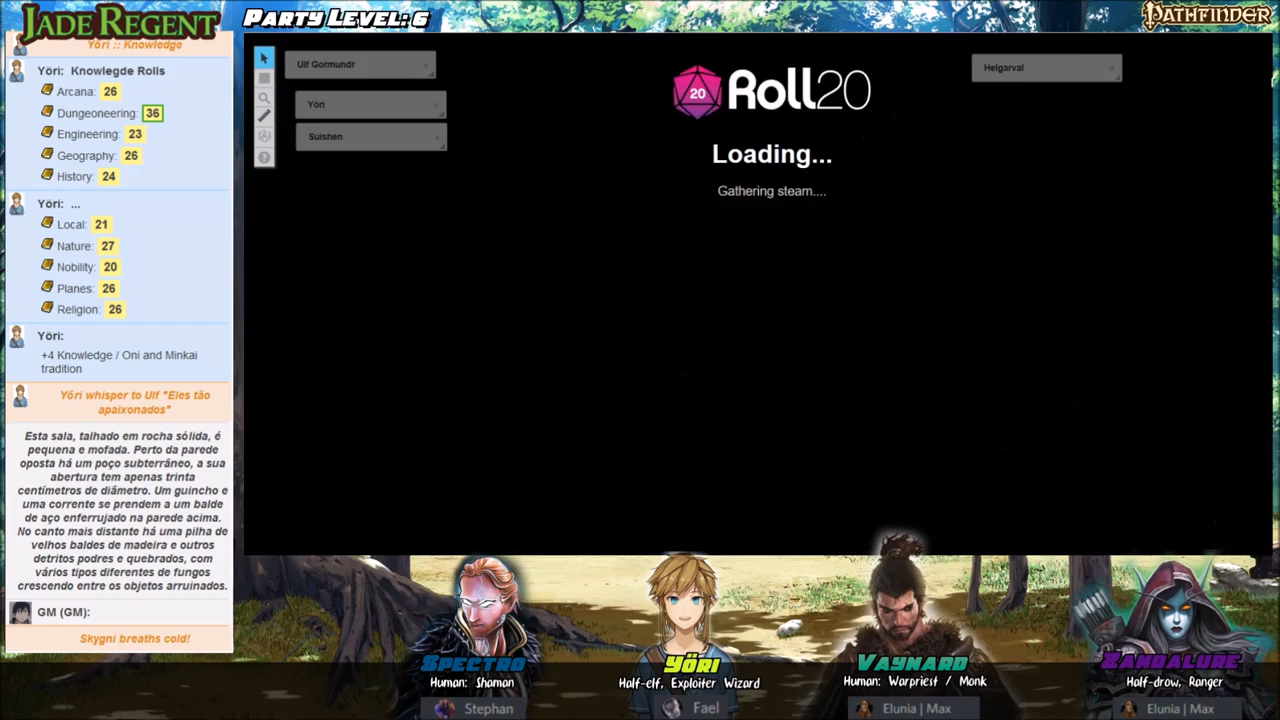 JADE REGENT
PARTY LEVEL: 6
PATHFINDER
Yöri :: Knowledge
Yöri: Knowlegde Rolls
Arcana: 26
Dungeoneering: 36
Engineering: 23
Geography: 26
History: 24
Yöri: ...
Local: 21
Nature: 27
Nobility: 20
Planes: 26
Religion: 26
Yöri:
+4 Knowledge / Oni and Minkai
tradition
Yöri whisper to Ulf "Eles tão
apaixonados"
Esta sala, talhado em rocha sólida, é
pequena e mofada. Perto da parede
oposta há um poço subterrâneo, a sua
abertura tem apenas trinta
centímetros de diâmetro. Um guincho e
uma corrente se prendem a um balde
de aço enferrujado na parede acima.
No canto mais distante há uma pilha de
velhos baldes de madeira e outros
detritos podres e quebrados, com
vários tipos diferentes de fungos
crescendo entre os objetos arruinados.
GM (GM):
Skygni breaths cold!
Ulf Gormundr
Yöri
Suishen
Helgarval
20 Roll20
Loading...
Gathering steam....
SPECTRO
Human: Shaman
Stephan
YÖRI
Half-elf, Exploiter Wizard
Fael
VAYNARD
Human: Warpriest / Monk
Elunia | Max
ZANDALURE
Half-drow, Ranger
Elunia | Max